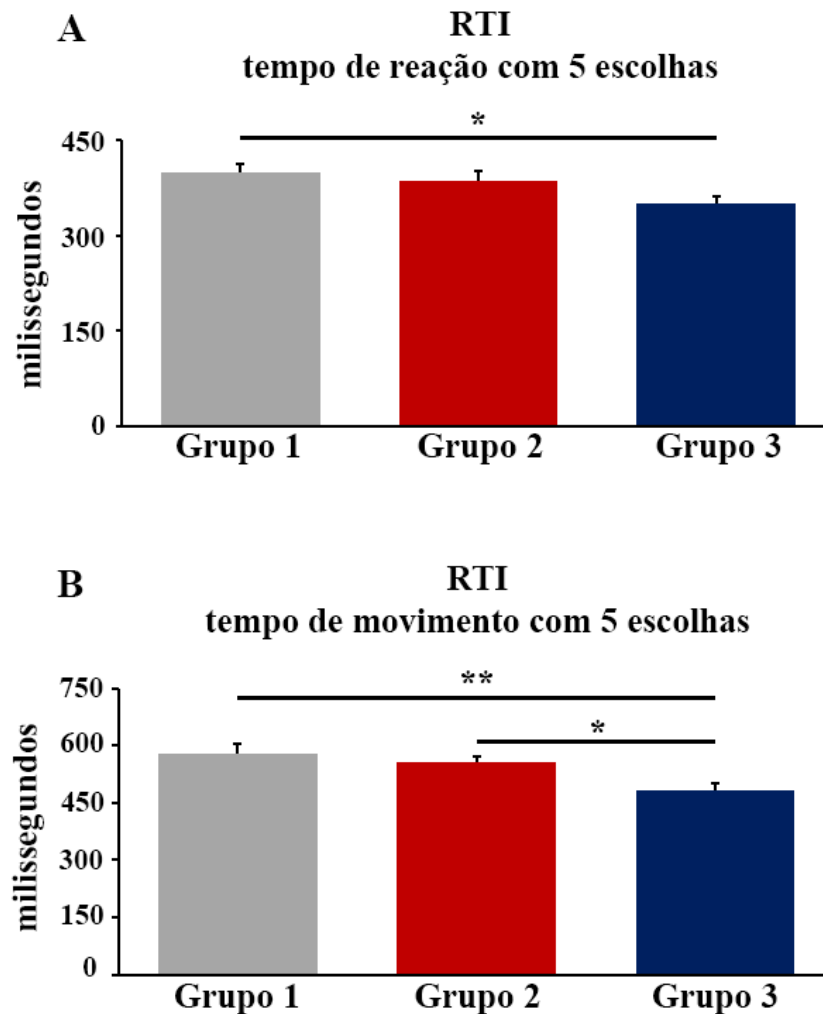 A
RTI
tempo de reação com 5 escolhas
*
450
300
150
0
milissegundos
Grupo 1 Grupo 2 Grupo 3
B
RTI
tempo de movimento com 5 escolhas
**
*
750
600
450
300
150
0
milissegundos
Grupo 1 Grupo 2 Grupo 3